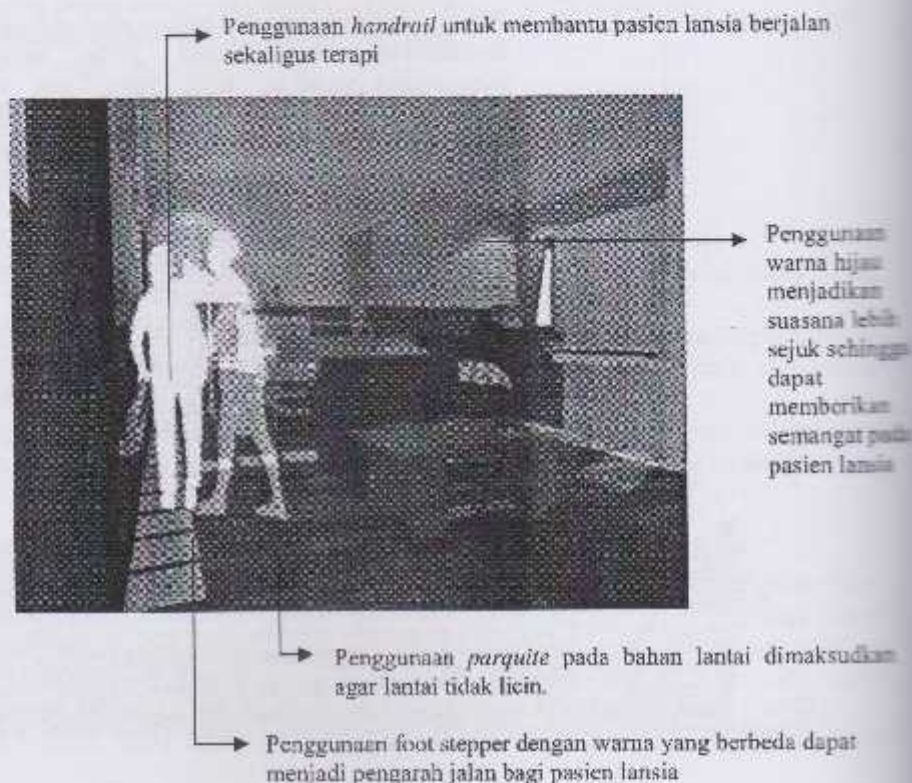 Penggunaan handrail untuk membantu pasien lansia berjalan
sekaligus terapi
Penggunaan
warna hijau
menjadikan
suasana lebih
sejuk sehingga
dapat
memberikan
semangat pada
pasien lansia
Penggunaan parquite pada bahan lantai dimaksudkan
agar lantai tidak licin.
Penggunaan foot stepper dengan warna yang berbeda dapat
menjadi pengarah jalan bagi pasien lansia